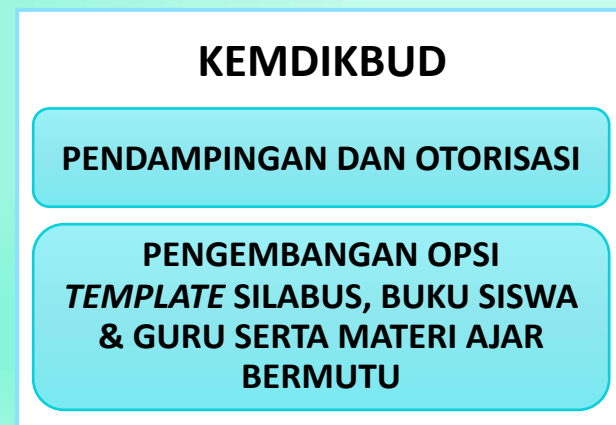 KEMDIKBUD
PENDAMPINGAN DAN OTORISASI
PENGEMBANGAN OPSI
TEMPLATE SILABUS, BUKU SISWA
& GURU SERTA MATERI AJAR
BERMUTU